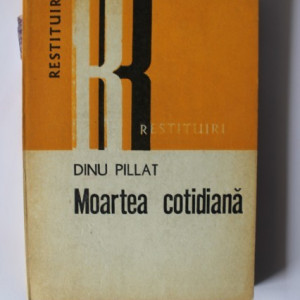 RESTITUIRI
RESTITUIRI
DINU PILLAT
Moartea cotidiană